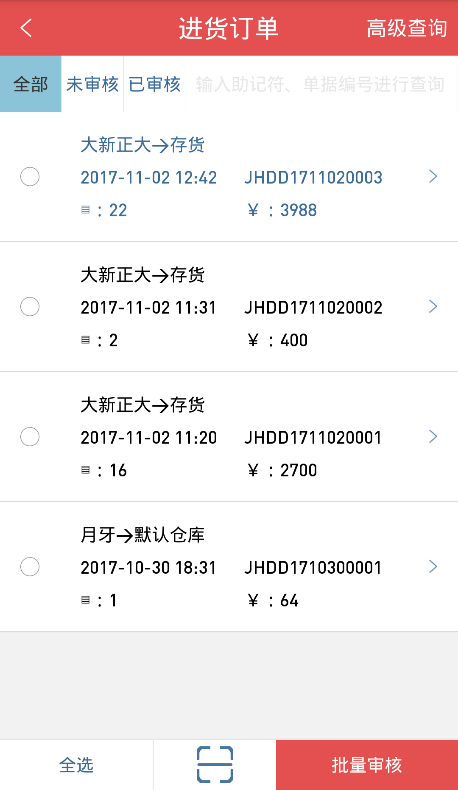 进货订单 高级查询
全部 未审核 已审核 输入助记符、单据编号进行查询
大新正大→存货
2017-11-02 12:42 JHDD1711020003
: 22 ¥ : 3988
大新正大→存货
2017-11-02 11:31 JHDD1711020002
: 2 ¥ : 400
大新正大→存货
2017-11-02 11:20 JHDD1711020001
: 16 ¥ : 2700
月牙→默认仓库
2017-10-30 18:31 JHDD1710300001
: 1 ¥ : 64
全选 批量审核